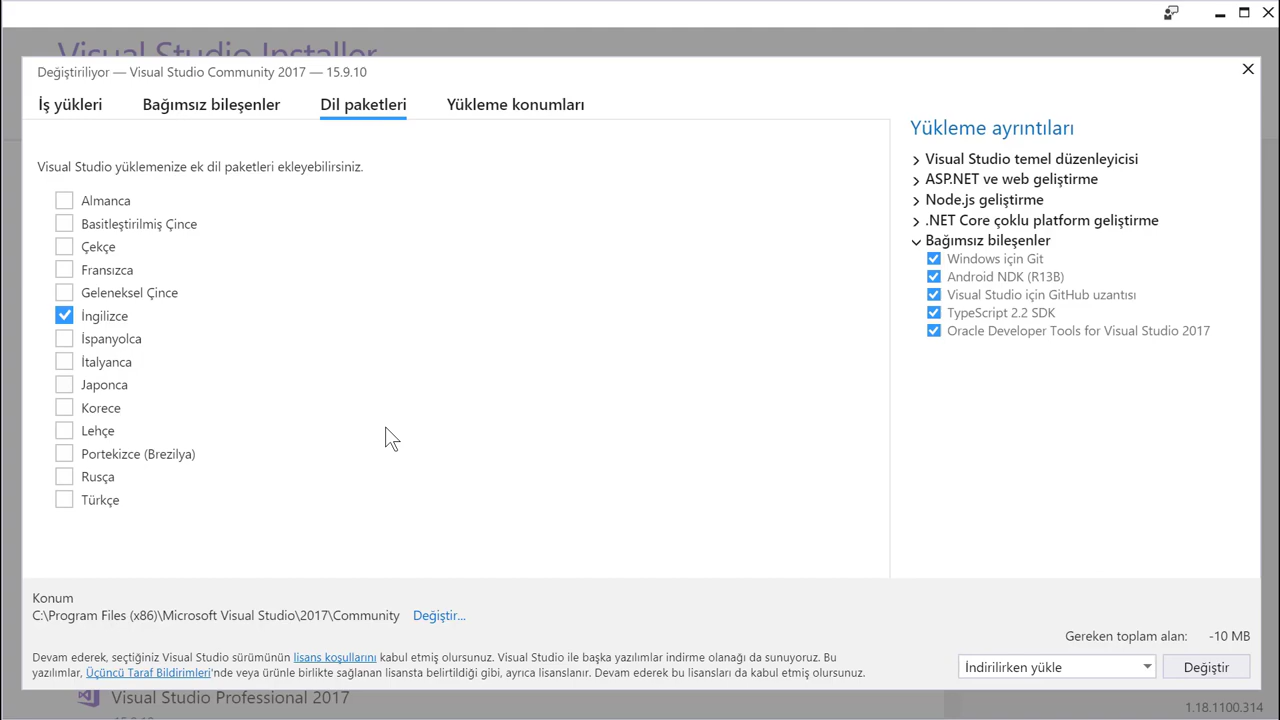 Visual Studio Installer
Değiştiriliyor — Visual Studio Community 2017 — 15.9.10
İş yükleri
Bağımsız bileşenler
Dil paketleri
Yükleme konumları
Visual Studio yüklemenize ek dil paketleri ekleyebilirsiniz.
Almanca
Basitleştirilmiş Çince
Çekçe
Fransızca
Geleneksel Çince
İngilizce
İspanyolca
İtalyanca
Japonca
Korece
Lehçe
Portekizce (Brezilya)
Rusça
Türkçe
Yükleme ayrıntıları
Visual Studio temel düzenleyicisi
ASP.NET ve web geliştirme
Node.js geliştirme
.NET Core çoklu platform geliştirme
Bağımsız bileşenler
Windows için Git
Android NDK (R13B)
Visual Studio için GitHub uzantısı
TypeScript 2.2 SDK
Oracle Developer Tools for Visual Studio 2017
Konum
C:\Program Files (x86)\Microsoft Visual Studio\2017\Community Değiştir...
Gereken toplam alan: -10 MB
Devam ederek, seçtiğiniz Visual Studio sürümünün lisans koşullarını kabul etmiş olursunuz. Visual Studio ile başka yazılımlar indirme olanağı da sunuyoruz. Bu
yazılımlar, Üçüncü Taraf Bildirimleri'nde veya ürünle birlikte sağlanan lisansta belirtildiği gibi, ayrıca lisanslanır. Devam ederek bu lisansları da kabul etmiş olursunuz.
İndirilirken yükle
Değiştir
Visual Studio Professional 2017
15.9.10
1.18.1100.314